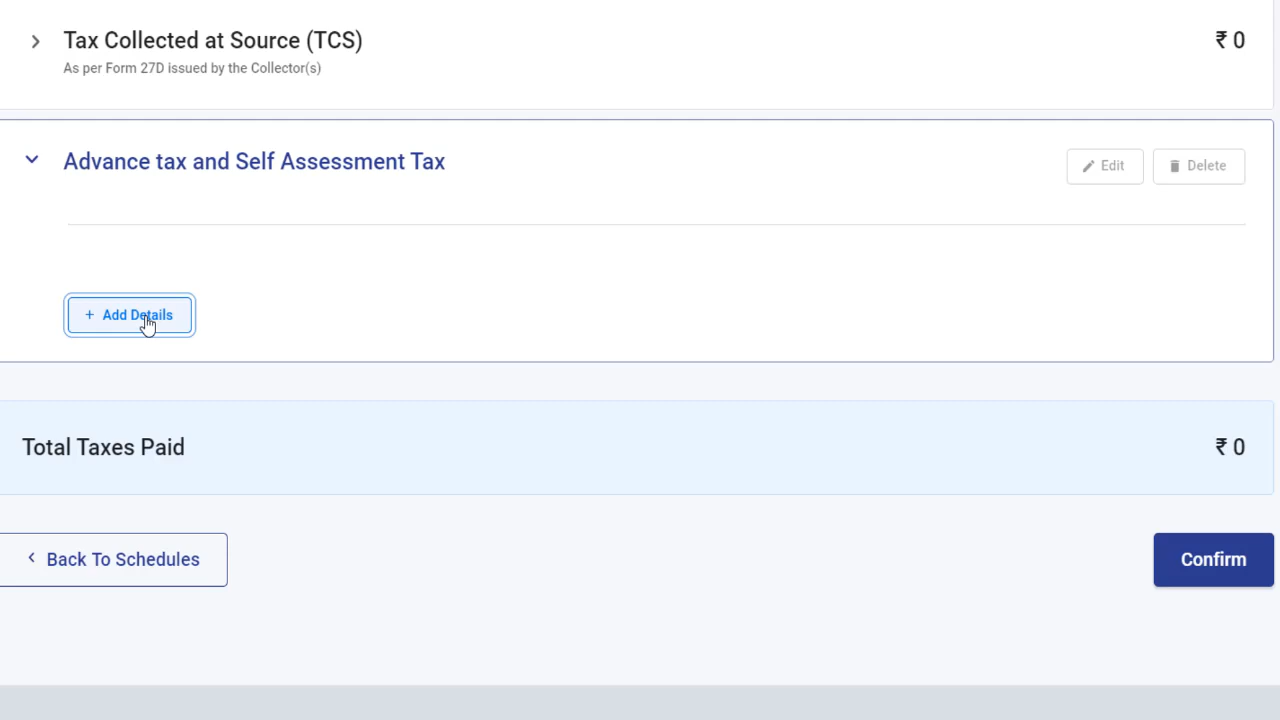 Tax Collected at Source (TCS)
₹ 0
As per Form 27D issued by the Collector(s)
Advance tax and Self Assessment Tax
Edit
Delete
+ Add Details
Total Taxes Paid
₹ 0
Back To Schedules
Confirm